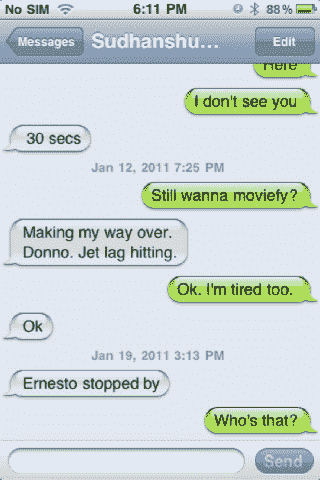 No SIM 6:11 PM 88%
Messages Sudhanshu... Edit
Here
I don't see you
30 secs
Jan 12, 2011 7:25 PM
Still wanna moviefy?
Making my way over.
Donno. Jet lag hitting.
Ok. I'm tired too.
Ok
Jan 19, 2011 3:13 PM
Ernesto stopped by
Who's that?
Send